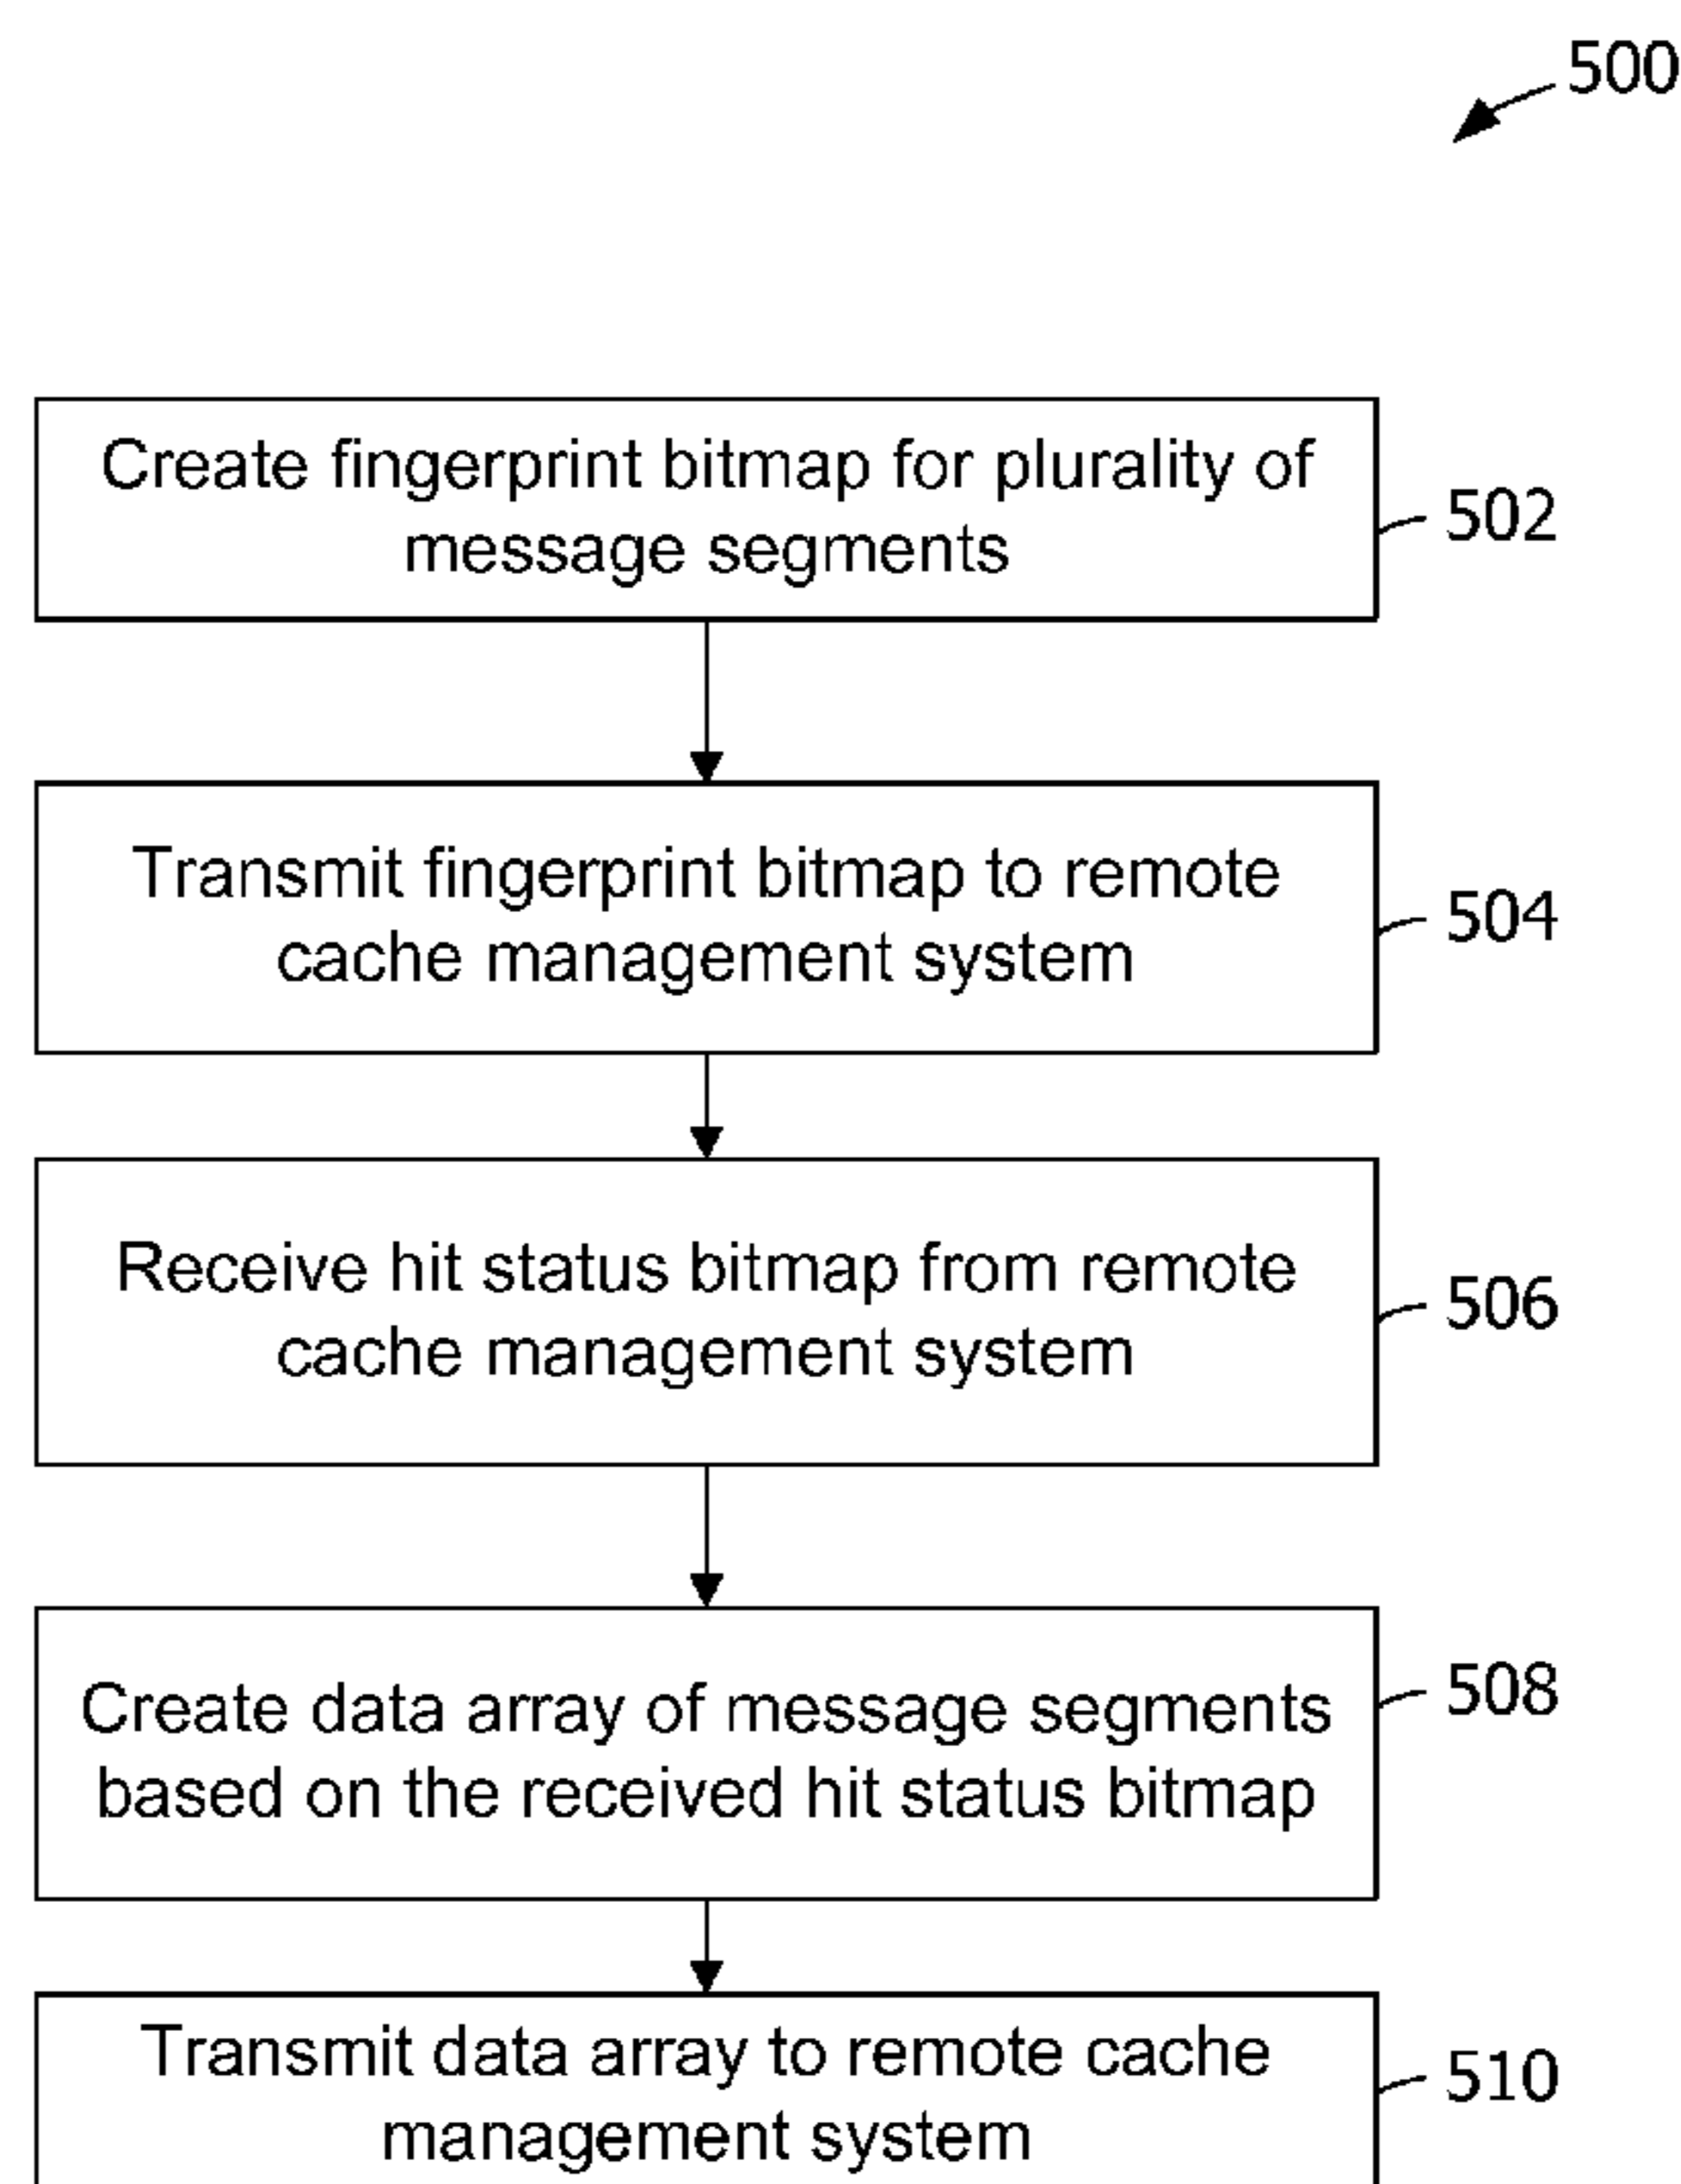 500
Create fingerprint bitmap for plurality of
message segments
502
Transmit fingerprint bitmap to remote
cache management system
504
Receive hit status bitmap from remote
cache management system
506
Create data array of message segments
based on the received hit status bitmap
508
Transmit data array to remote cache
management system
510